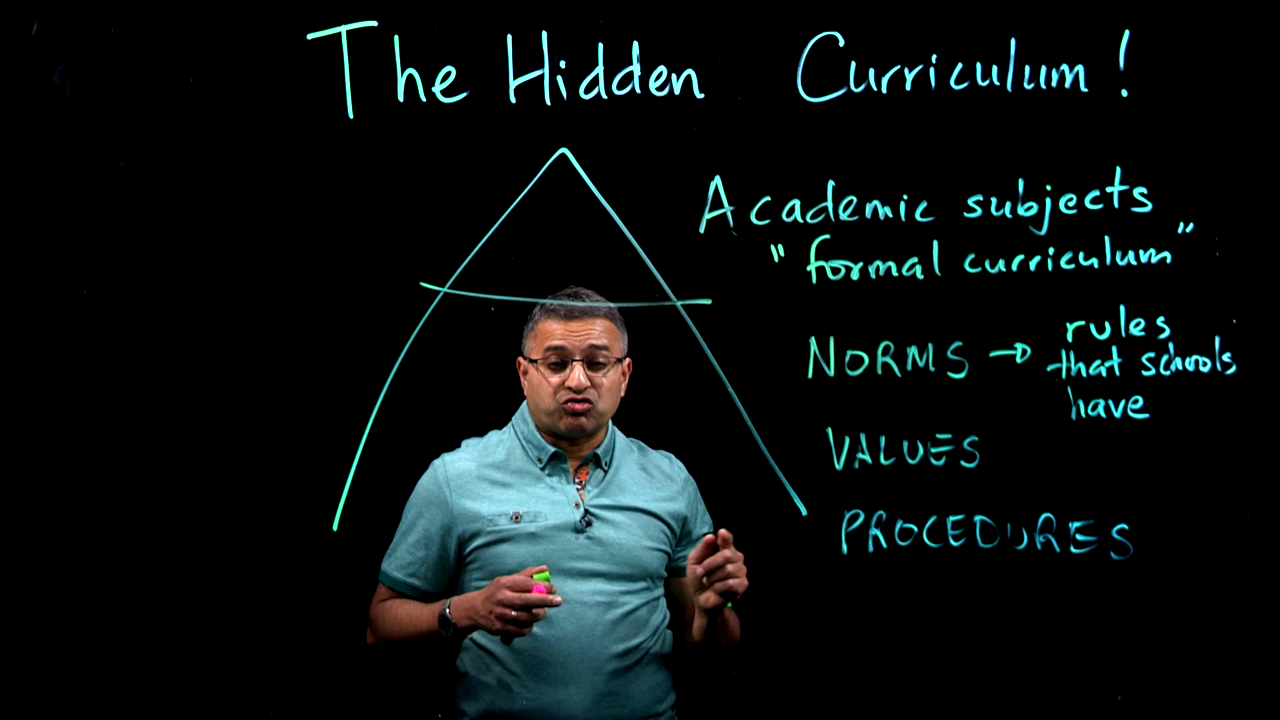 The Hidden Curriculum!
Academic subjects
"formal curriculum"
NORMS → rules
that schools
have
VALUES
PROCEDURES